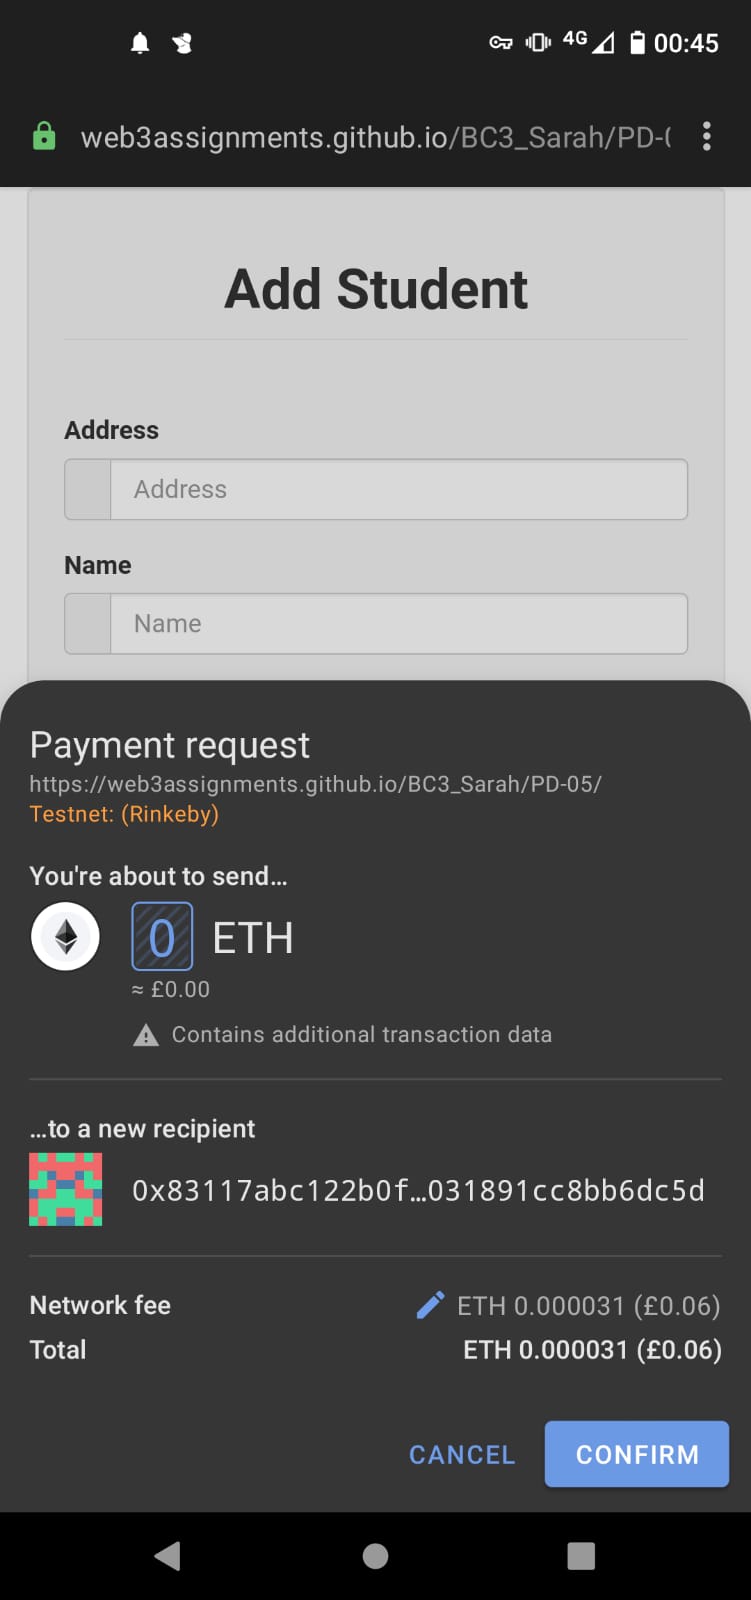 4G 00:45
web3assignments.github.io/BC3_Sarah/PD-0
Add Student
Address
Address
Name
Name
Payment request
https://web3assignments.github.io/BC3_Sarah/PD-05/
Testnet: (Rinkeby)
You're about to send...
0 ETH
≈ £0.00
Contains additional transaction data
...to a new recipient
0x83117abc122b0f...031891cc8bb6dc5d
Network fee ETH 0.000031 (£0.06)
Total ETH 0.000031 (£0.06)
CANCEL CONFIRM